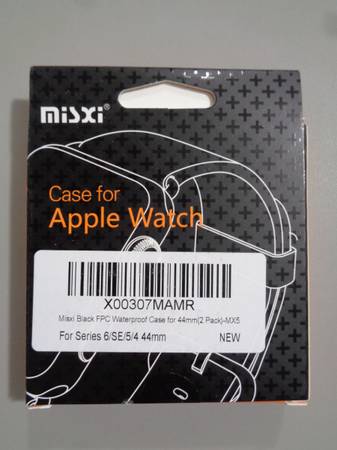 misxi
Case for
Apple Watch
X00307MAMR
Misxi Black FPC Waterproof Case for 44mm(2 Pack)-MX5
For Series 6/SE/5/4 44mm NEW